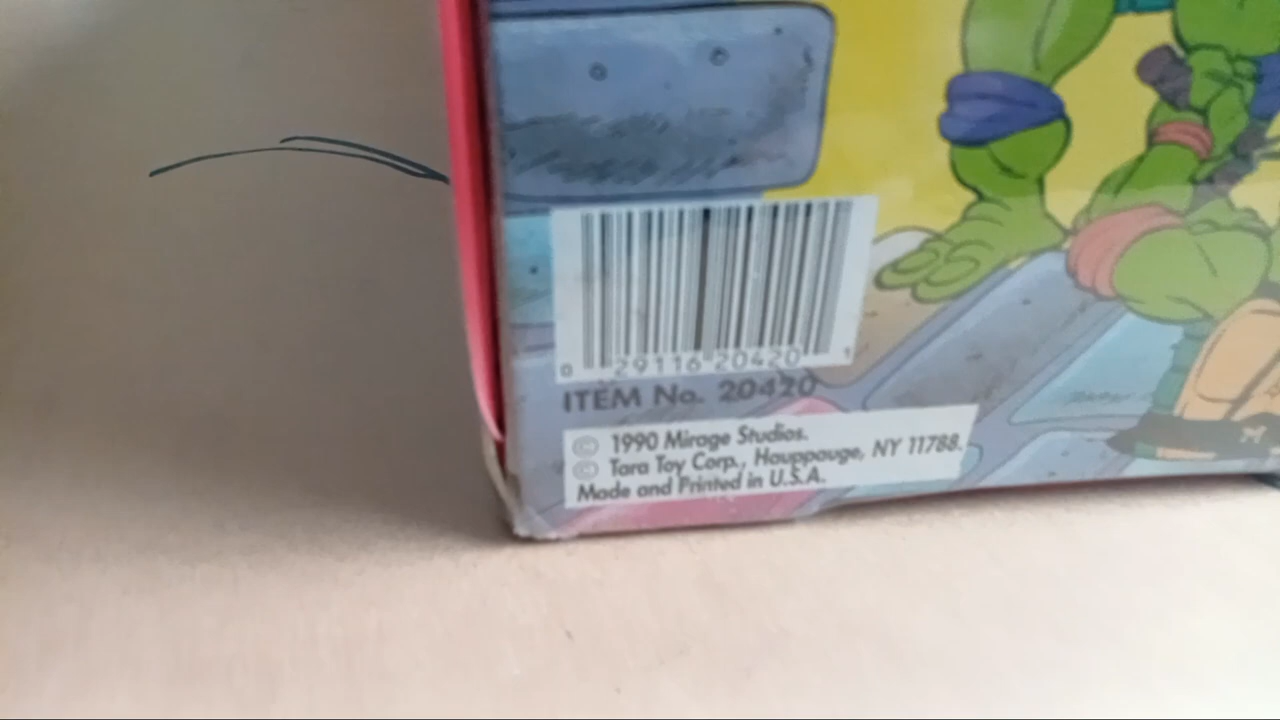 0 29116 20420 1
ITEM No. 20420
© 1990 Mirage Studios.
© Tara Toy Corp., Hauppauge, NY 11788.
Made and Printed in U.S.A.